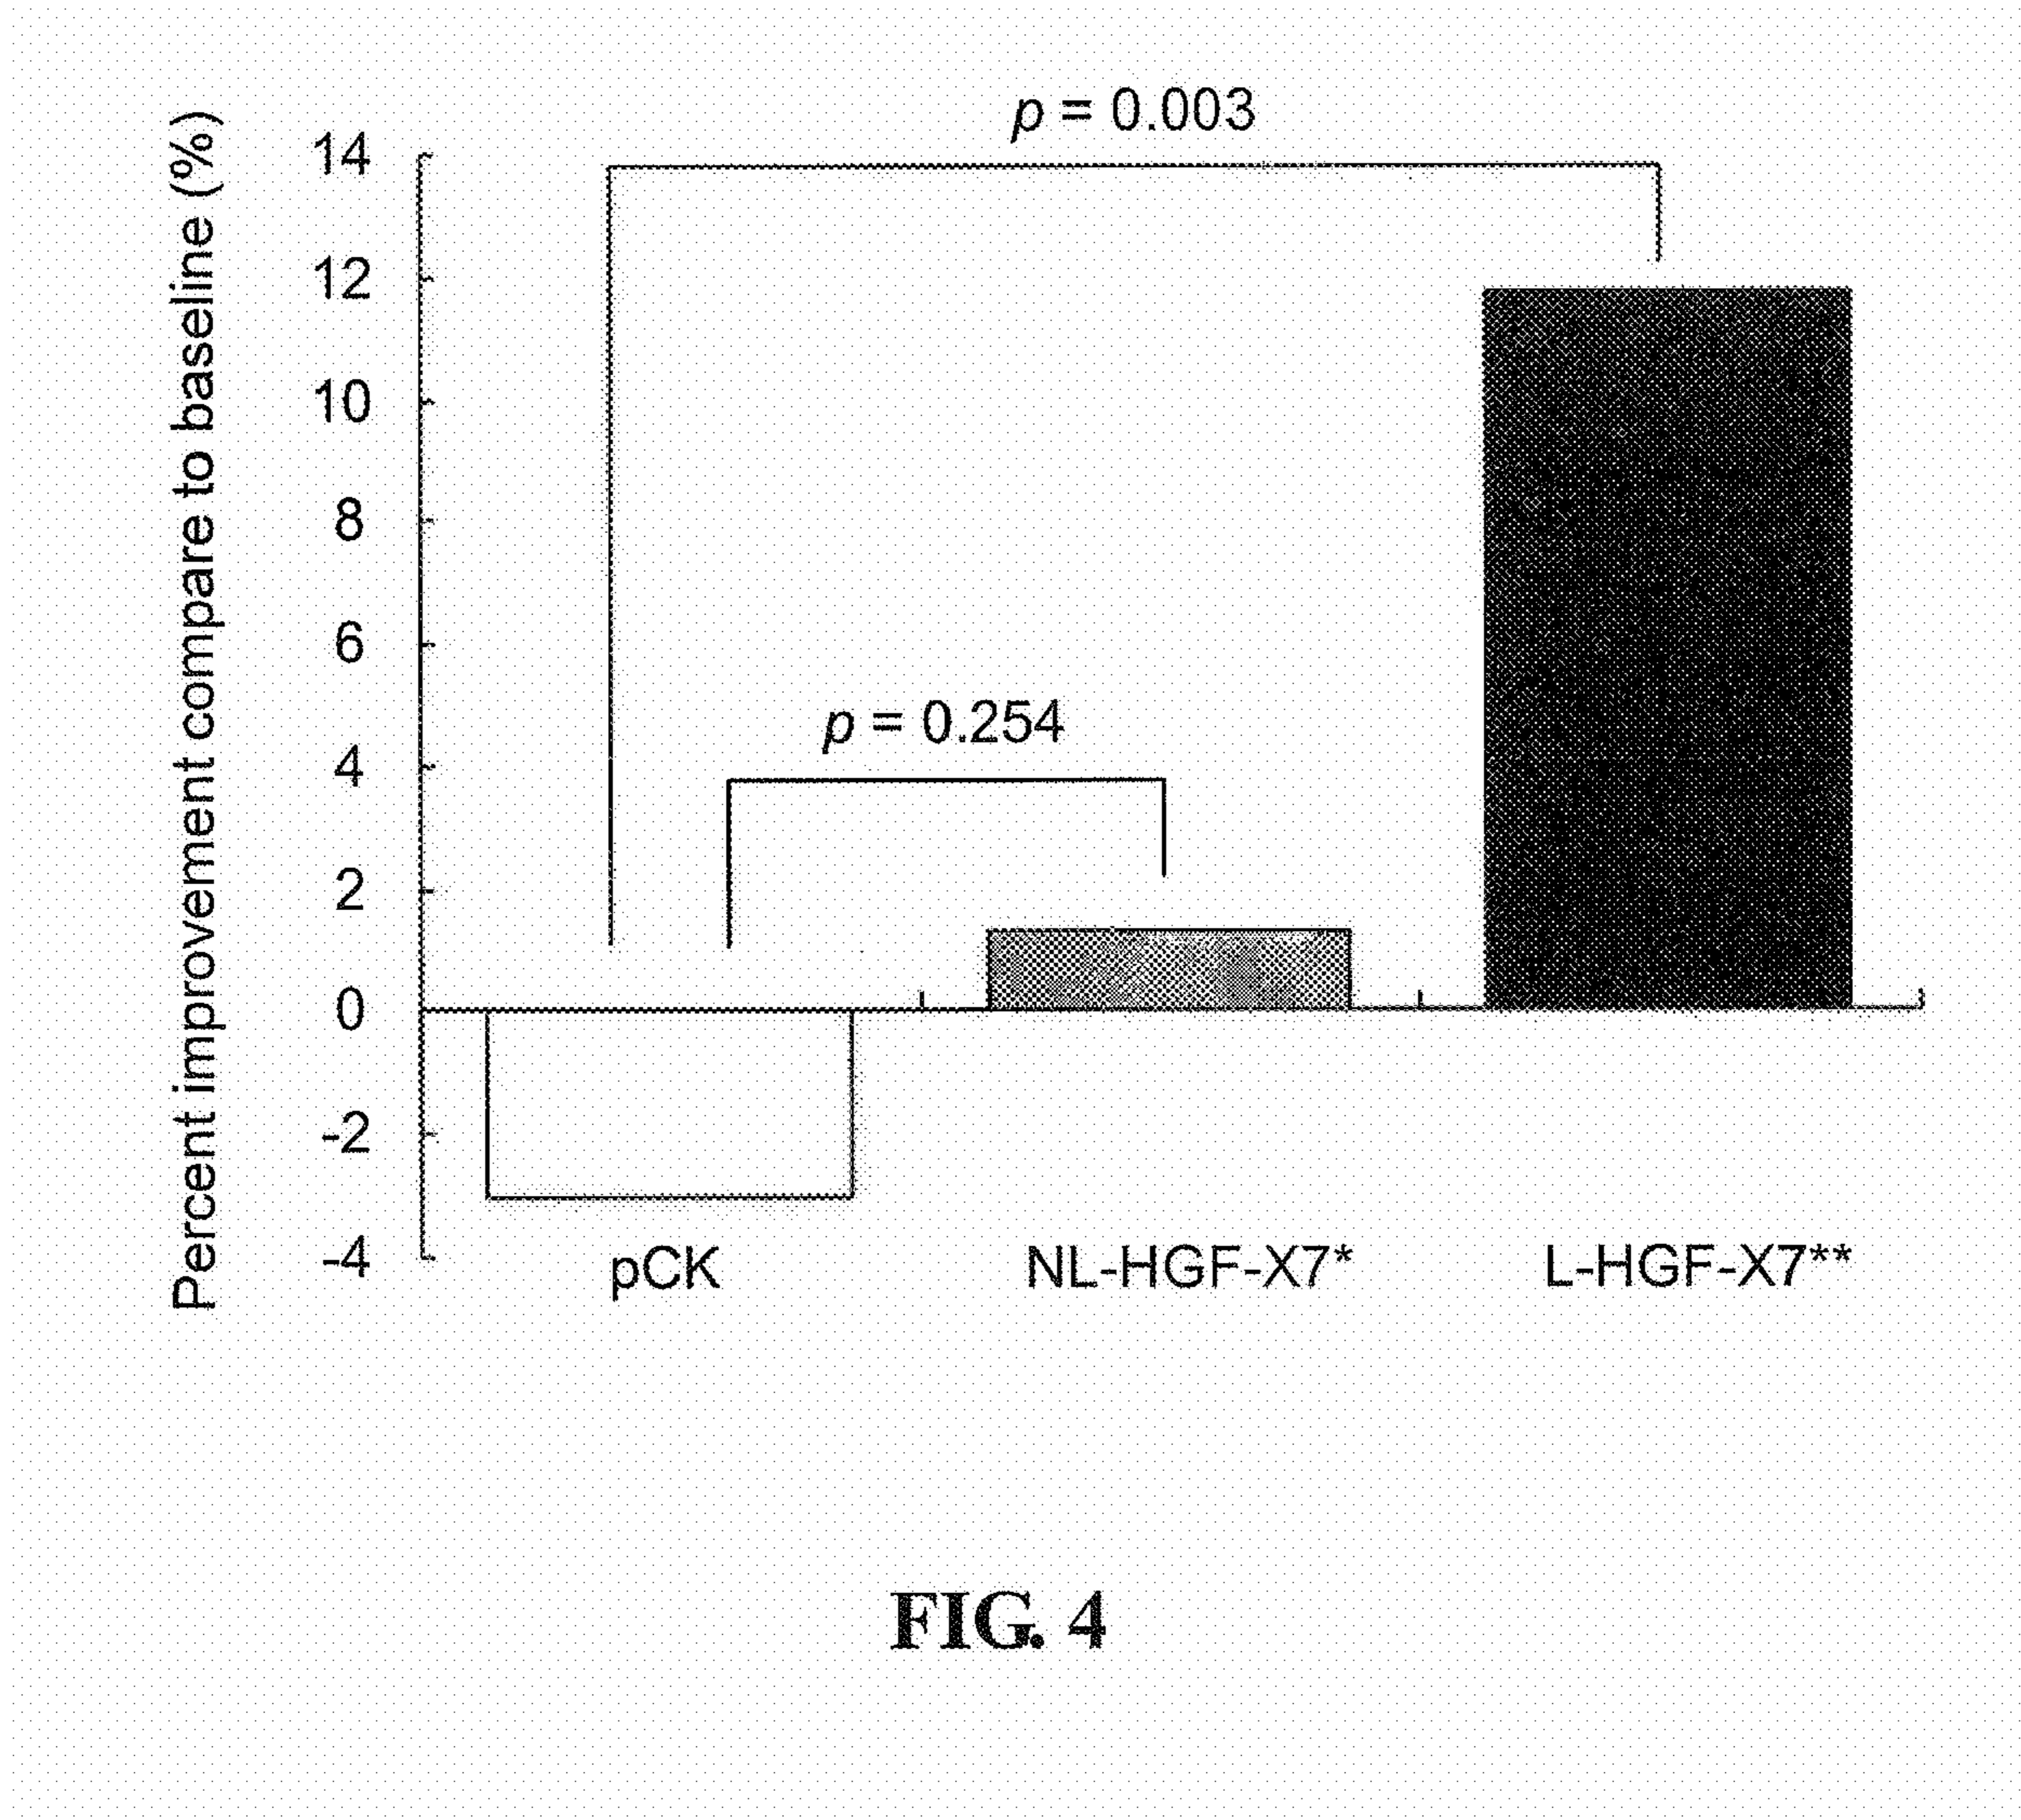 Percent improvement compare to baseline (%)
p = 0.003
14
12
10
8
6
p = 0.254
4
2
0
-2
-4
pCK NL-HGF-X7* L-HGF-X7**
FIG. 4